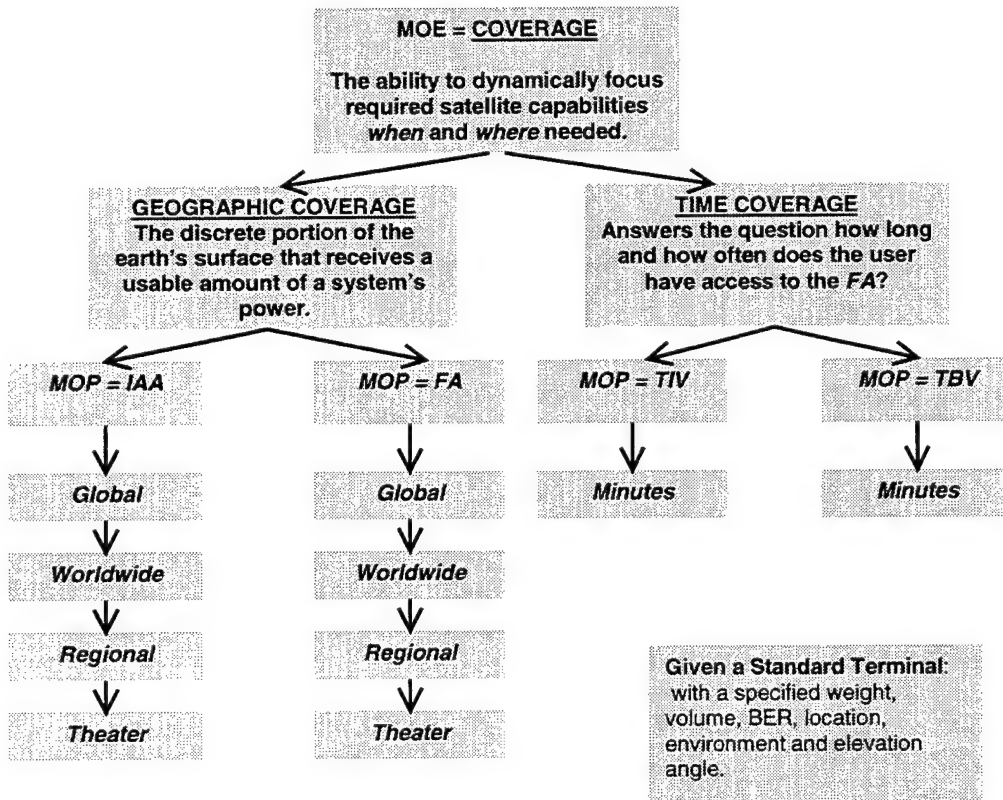 MOE = COVERAGE
The ability to dynamically focus
required satellite capabilities
when and where needed.
GEOGRAPHIC COVERAGE
The discrete portion of the
earth's surface that receives a
usable amount of a system's
power.
TIME COVERAGE
Answers the question how long
and how often does the user
have access to the FA?
MOP = IAA
MOP = FA
MOP = TIV
MOP = TBV
Global
Global
Minutes
Minutes
Worldwide
Worldwide
Regional
Regional
Theater
Theater
Given a Standard Terminal:
with a specified weight,
volume, BER, location,
environment and elevation
angle.